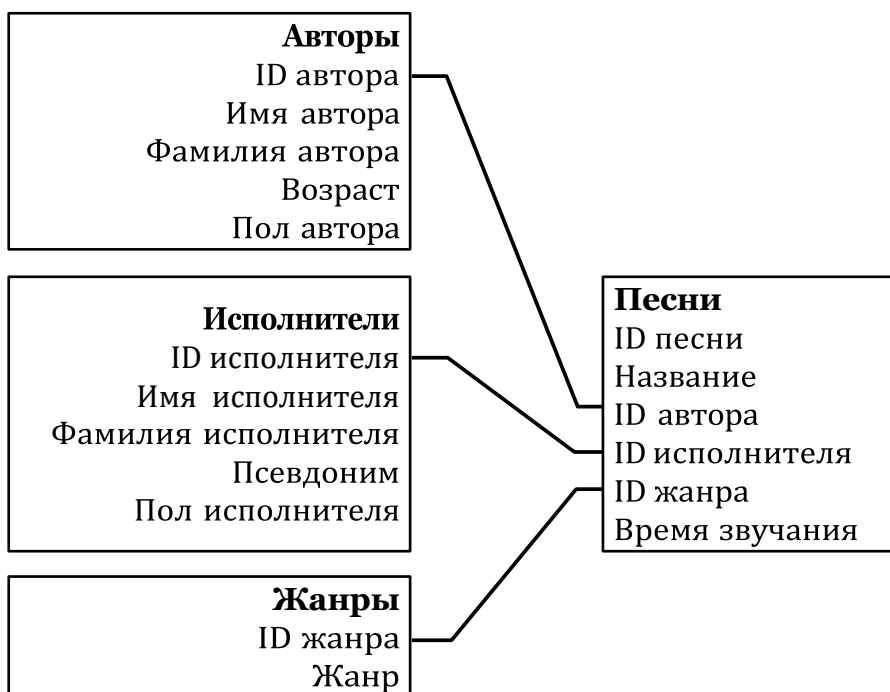 Авторы
ID автора
Имя автора
Фамилия автора
Возраст
Пол автора
Исполнители
ID исполнителя
Имя исполнителя
Фамилия исполнителя
Псевдоним
Пол исполнителя
Жанры
ID жанра
Жанр
Песни
ID песни
Название
ID автора
ID исполнителя
ID жанра
Время звучания